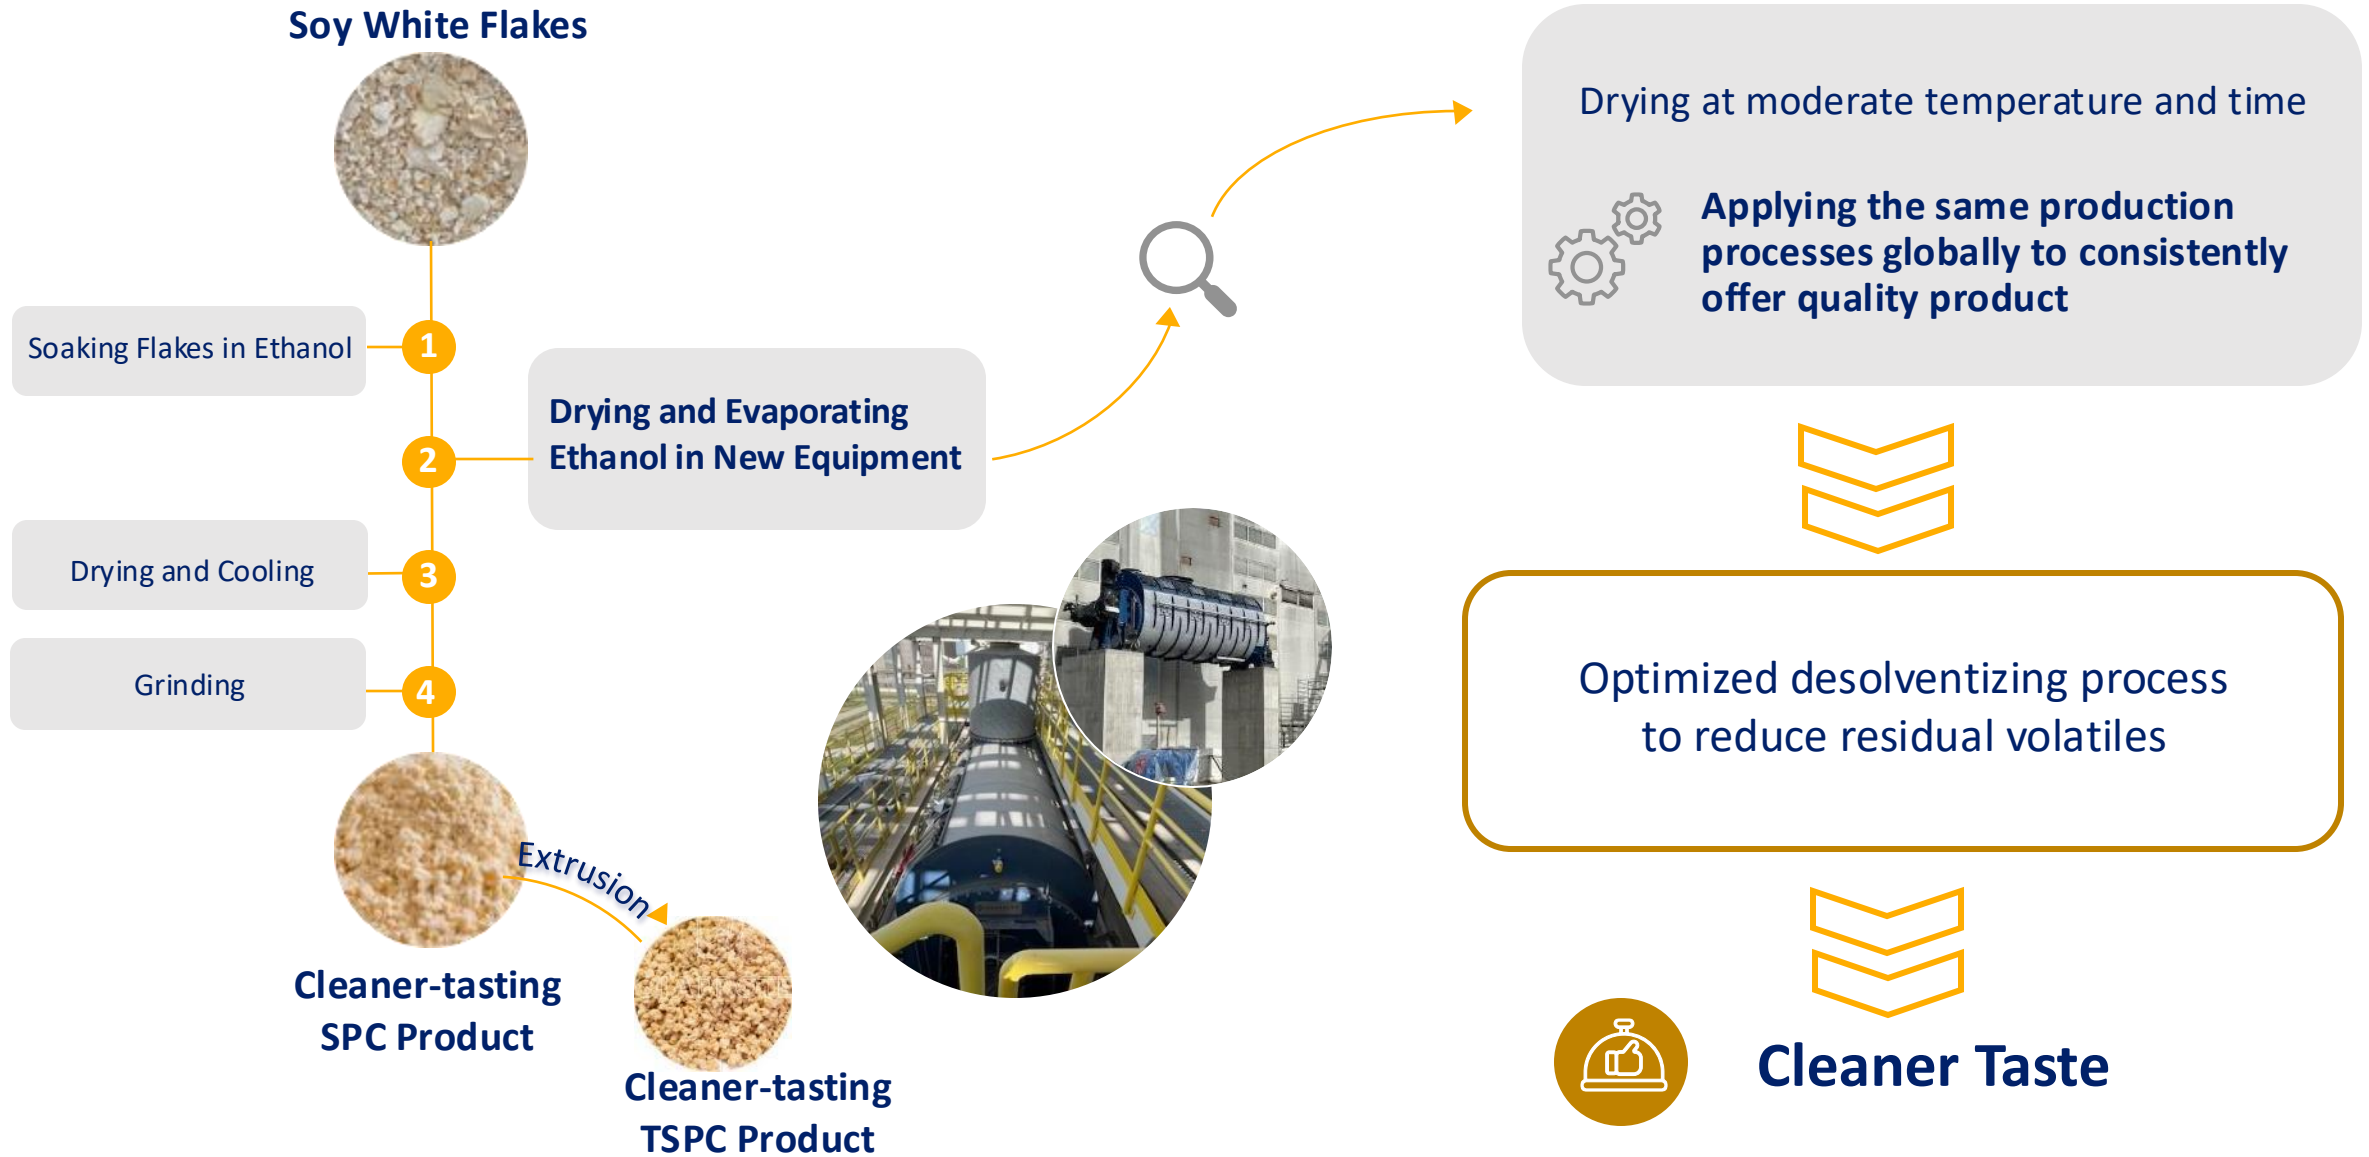 Soy White Flakes
1
Soaking Flakes in Ethanol
2
Drying and Evaporating
Ethanol in New Equipment
3
Drying and Cooling
4
Grinding
Extrusion
Cleaner-tasting
SPC Product
Cleaner-tasting
TSPC Product
Drying at moderate temperature and time
Applying the same production
processes globally to consistently
offer quality product
Optimized desolventizing process
to reduce residual volatiles
Cleaner Taste